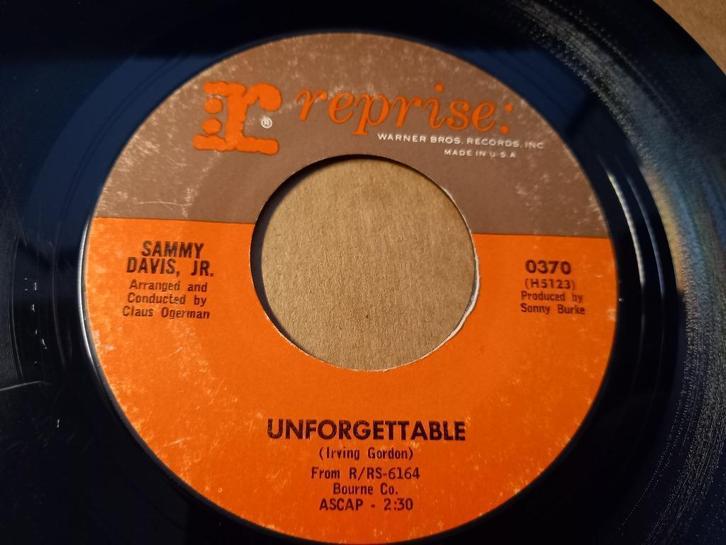 r® reprise:
WARNER BROS. RECORDS, INC
MADE IN U.S.A
SAMMY
DAVIS, JR.
Arranged and
Conducted by
Claus Ogerman
0370
(H5123)
Produced by
Sonny Burke
UNFORGETTABLE
(Irving Gordon)
From R/RS-6164
Bourne Co.
ASCAP - 2:30